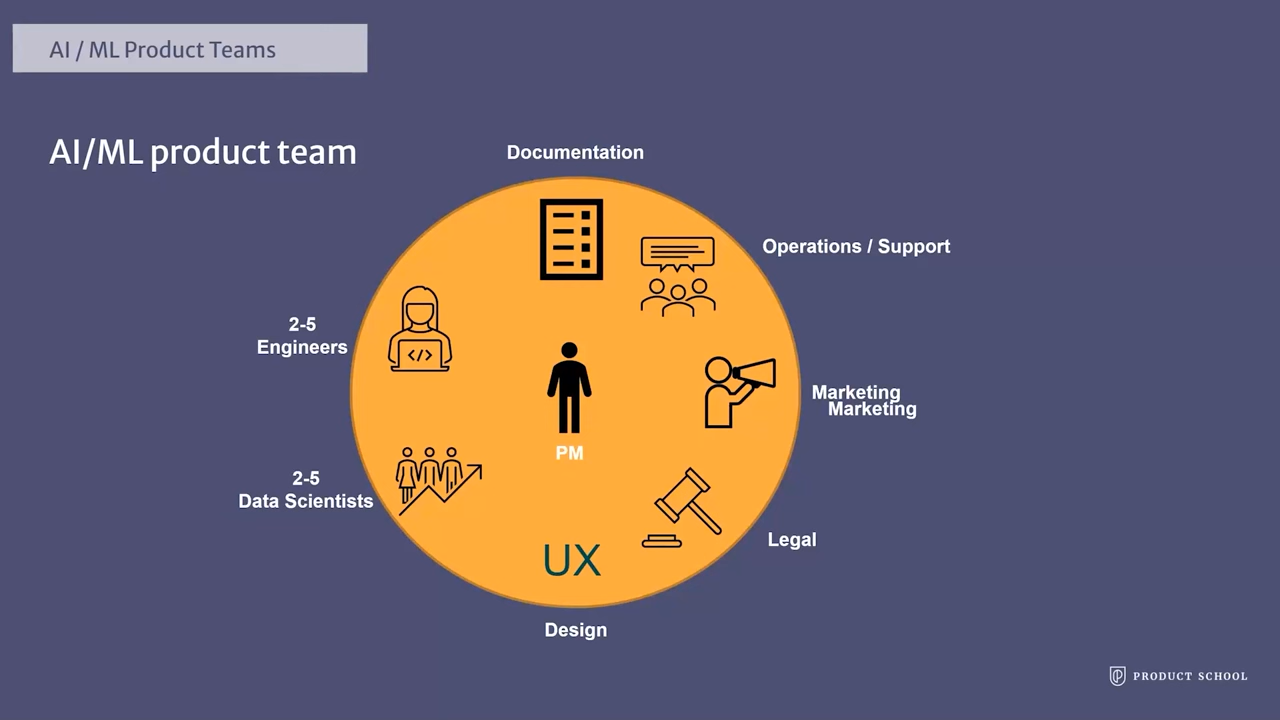 AI / ML Product Teams
AI/ML product team
Documentation
Operations / Support
2-5
Engineers
</>
Marketing
Marketing
PM
2-5
Data Scientists
Legal
UX
Design
PRODUCT SCHOOL